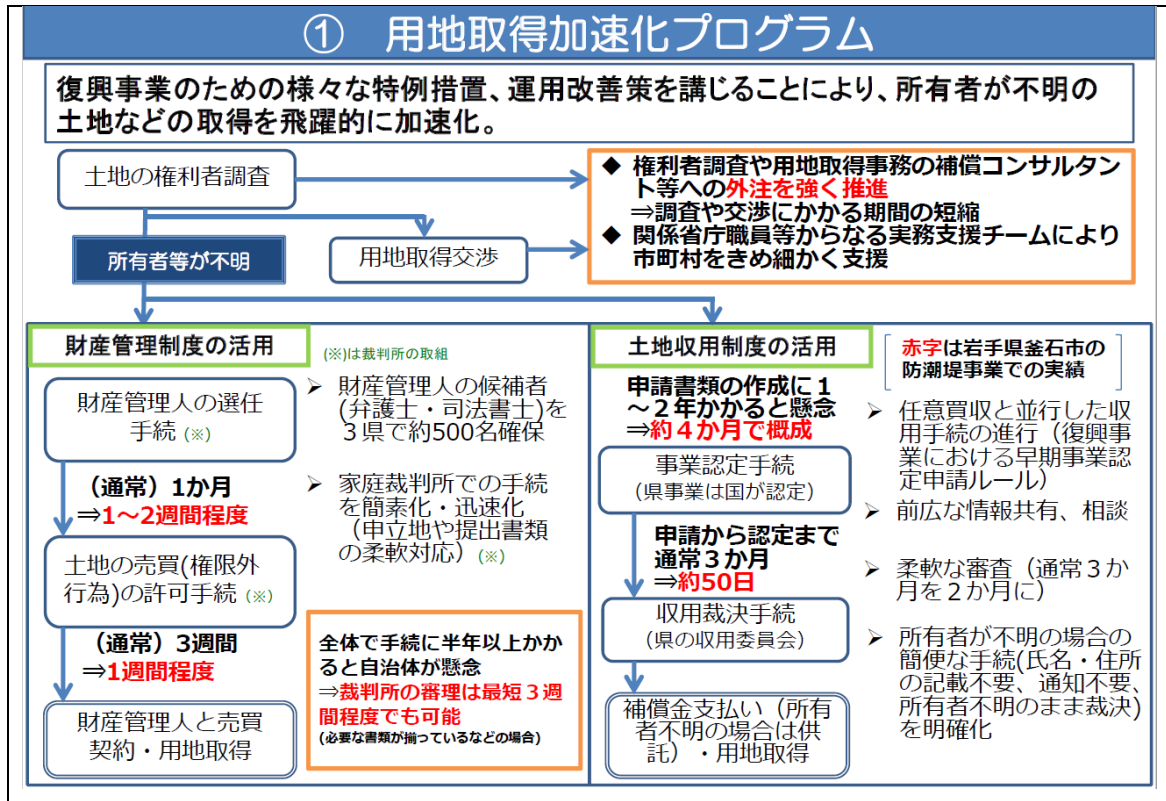 ① 用地取得加速化プログラム
復興事業のための様々な特例措置、運用改善策を講じることにより、所有者が不明の
土地などの取得を飛躍的に加速化。
土地の権利者調査
◆ 権利者調査や用地取得事務の補償コンサルタン
ト等への外注を強く推進
⇒調査や交渉にかかる期間の短縮
◆ 関係省庁職員等からなる実務支援チームにより
市町村をきめ細かく支援
所有者等が不明
用地取得交渉
財産管理制度の活用
(※)は裁判所の取組
財産管理人の選任
手続(※)
(通常)1か月
⇒1~2週間程度
土地の売買(権限外
行為)の許可手続(※)
(通常)3週間
⇒1週間程度
財産管理人と売買
契約・用地取得
➢ 財産管理人の候補者
(弁護士・司法書士)を
3県で約500名確保
➢ 家庭裁判所での手続
を簡素化・迅速化
(申立地や提出書類
の柔軟対応)(※)
全体で手続に半年以上かか
ると自治体が懸念
⇒裁判所の審理は最短3週
間程度でも可能
(必要な書類が揃っているなどの場合)
土地収用制度の活用
赤字は岩手県釜石市の
防潮堤事業での実績
申請書類の作成に1
~2年かかると懸念
⇒約4か月で概成
事業認定手続
(県事業は国が認定)
申請から認定まで
通常3か月
⇒約50日
収用裁決手続
(県の収用委員会)
補償金支払い(所有
者不明の場合は供
託)・用地取得
➢ 任意買収と並行した収
用手続の進行(復興事
業における早期事業認
定申請ルール)
➢ 前広な情報共有、相談
➢ 柔軟な審査(通常3か
月を2か月に)
➢ 所有者が不明の場合の
簡便な手続(氏名・住所
の記載不要、通知不要、
所有者不明のまま裁決)
を明確化